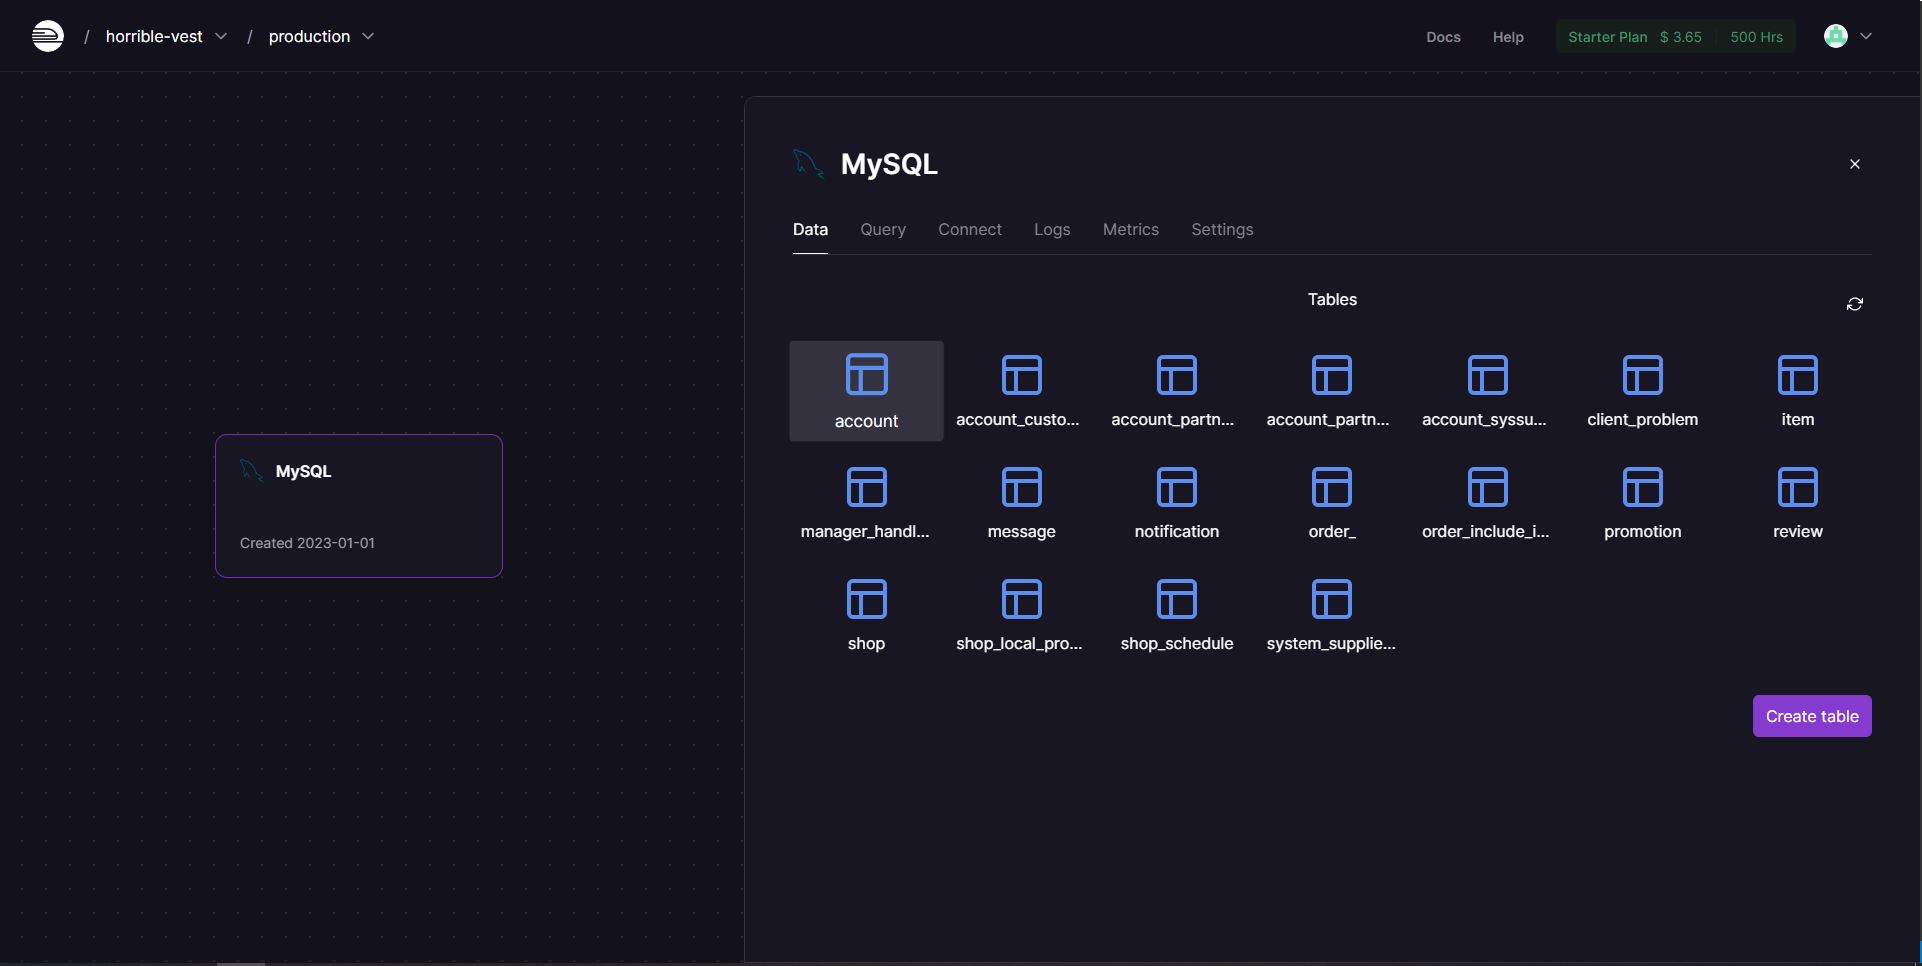 / horrible-vest / production Docs Help Starter Plan $ 3.65 500 Hrs
MySQL
Created 2023-01-01
MySQL
Data Query Connect Logs Metrics Settings
Tables
account account_custo... account_partn... account_partn... account_syssu... client_problem item
manager_handl... message notification order_ order_include_i... promotion review
shop shop_local_pro... shop_schedule system_supplie...
Create table